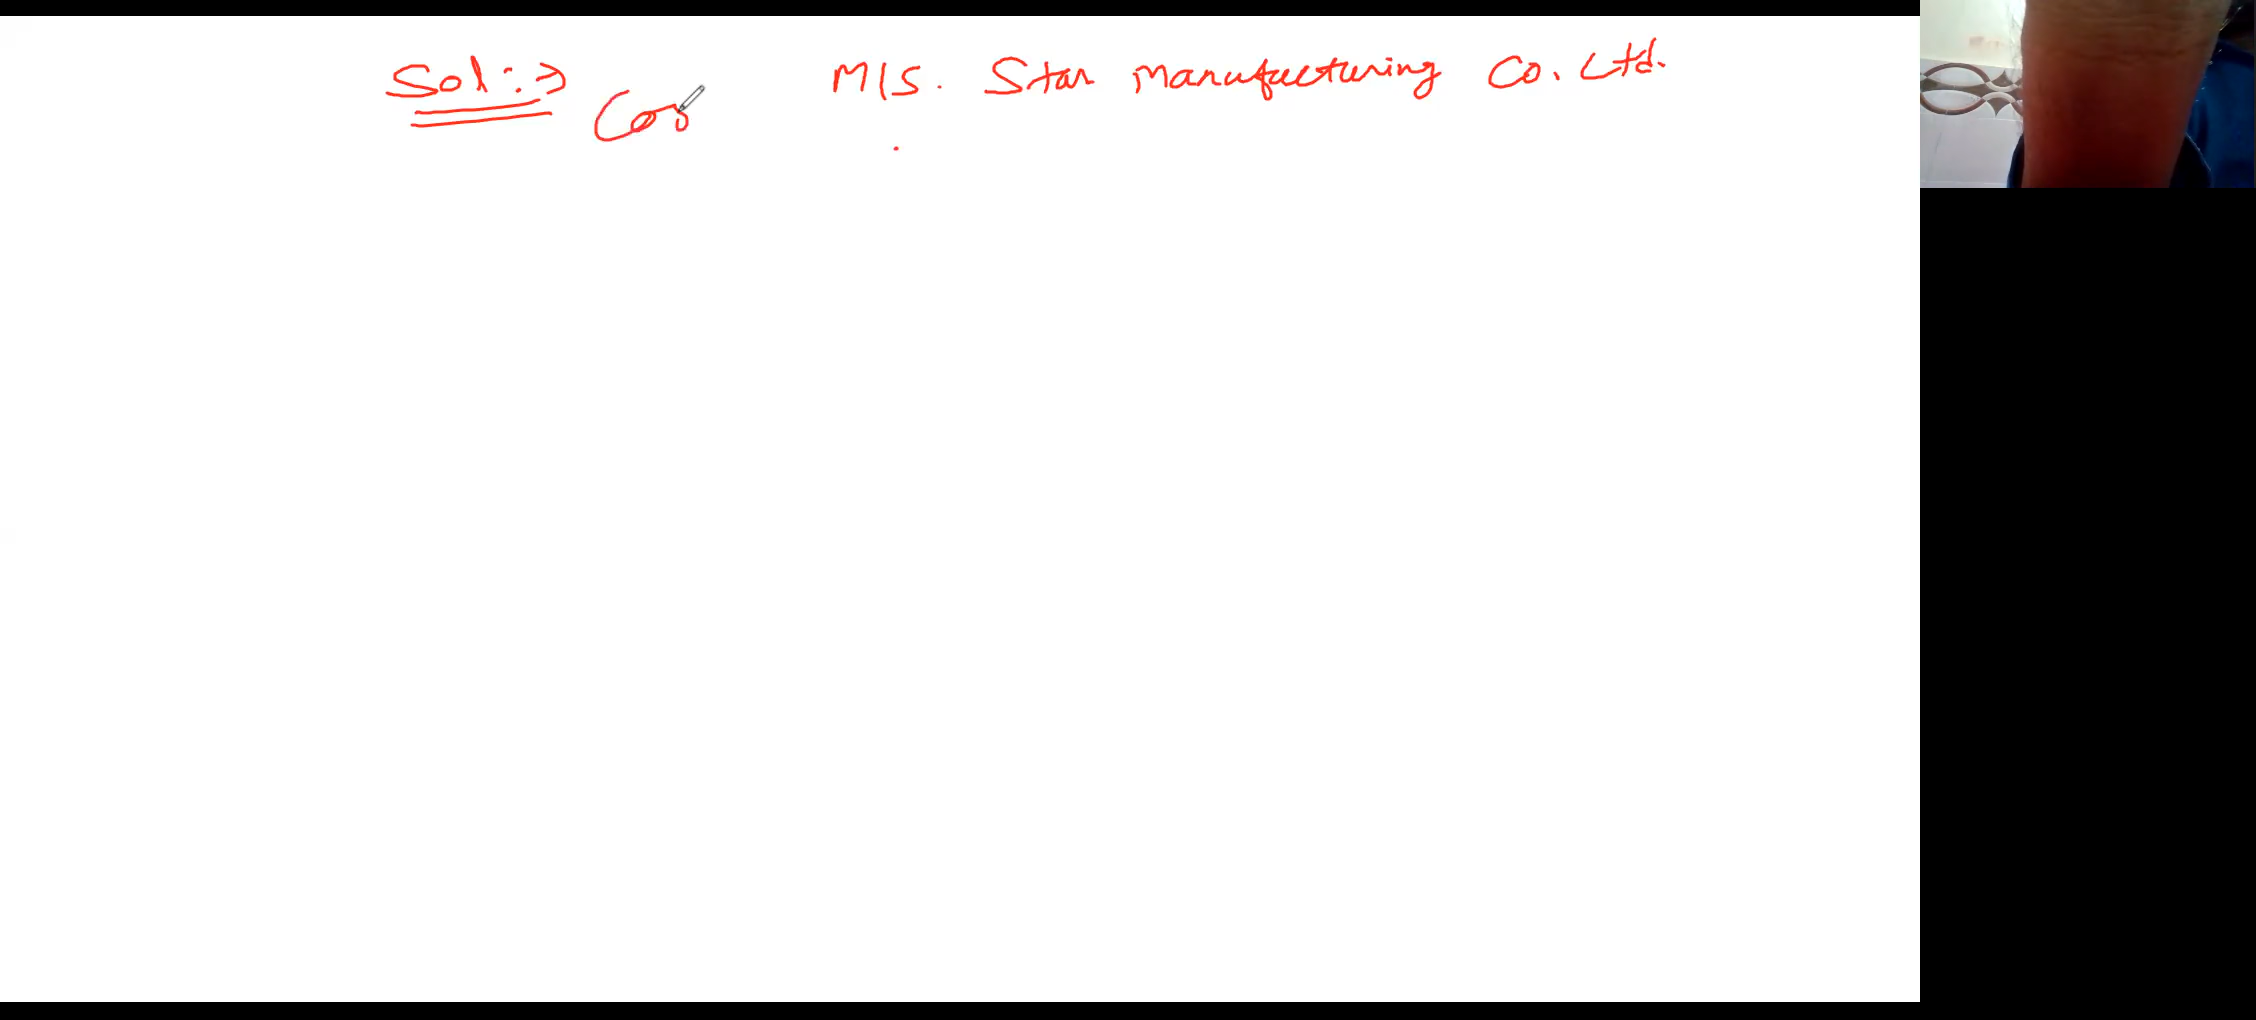 Sol:→ M/S. Star Manufacturing Co. Ltd.
Cos